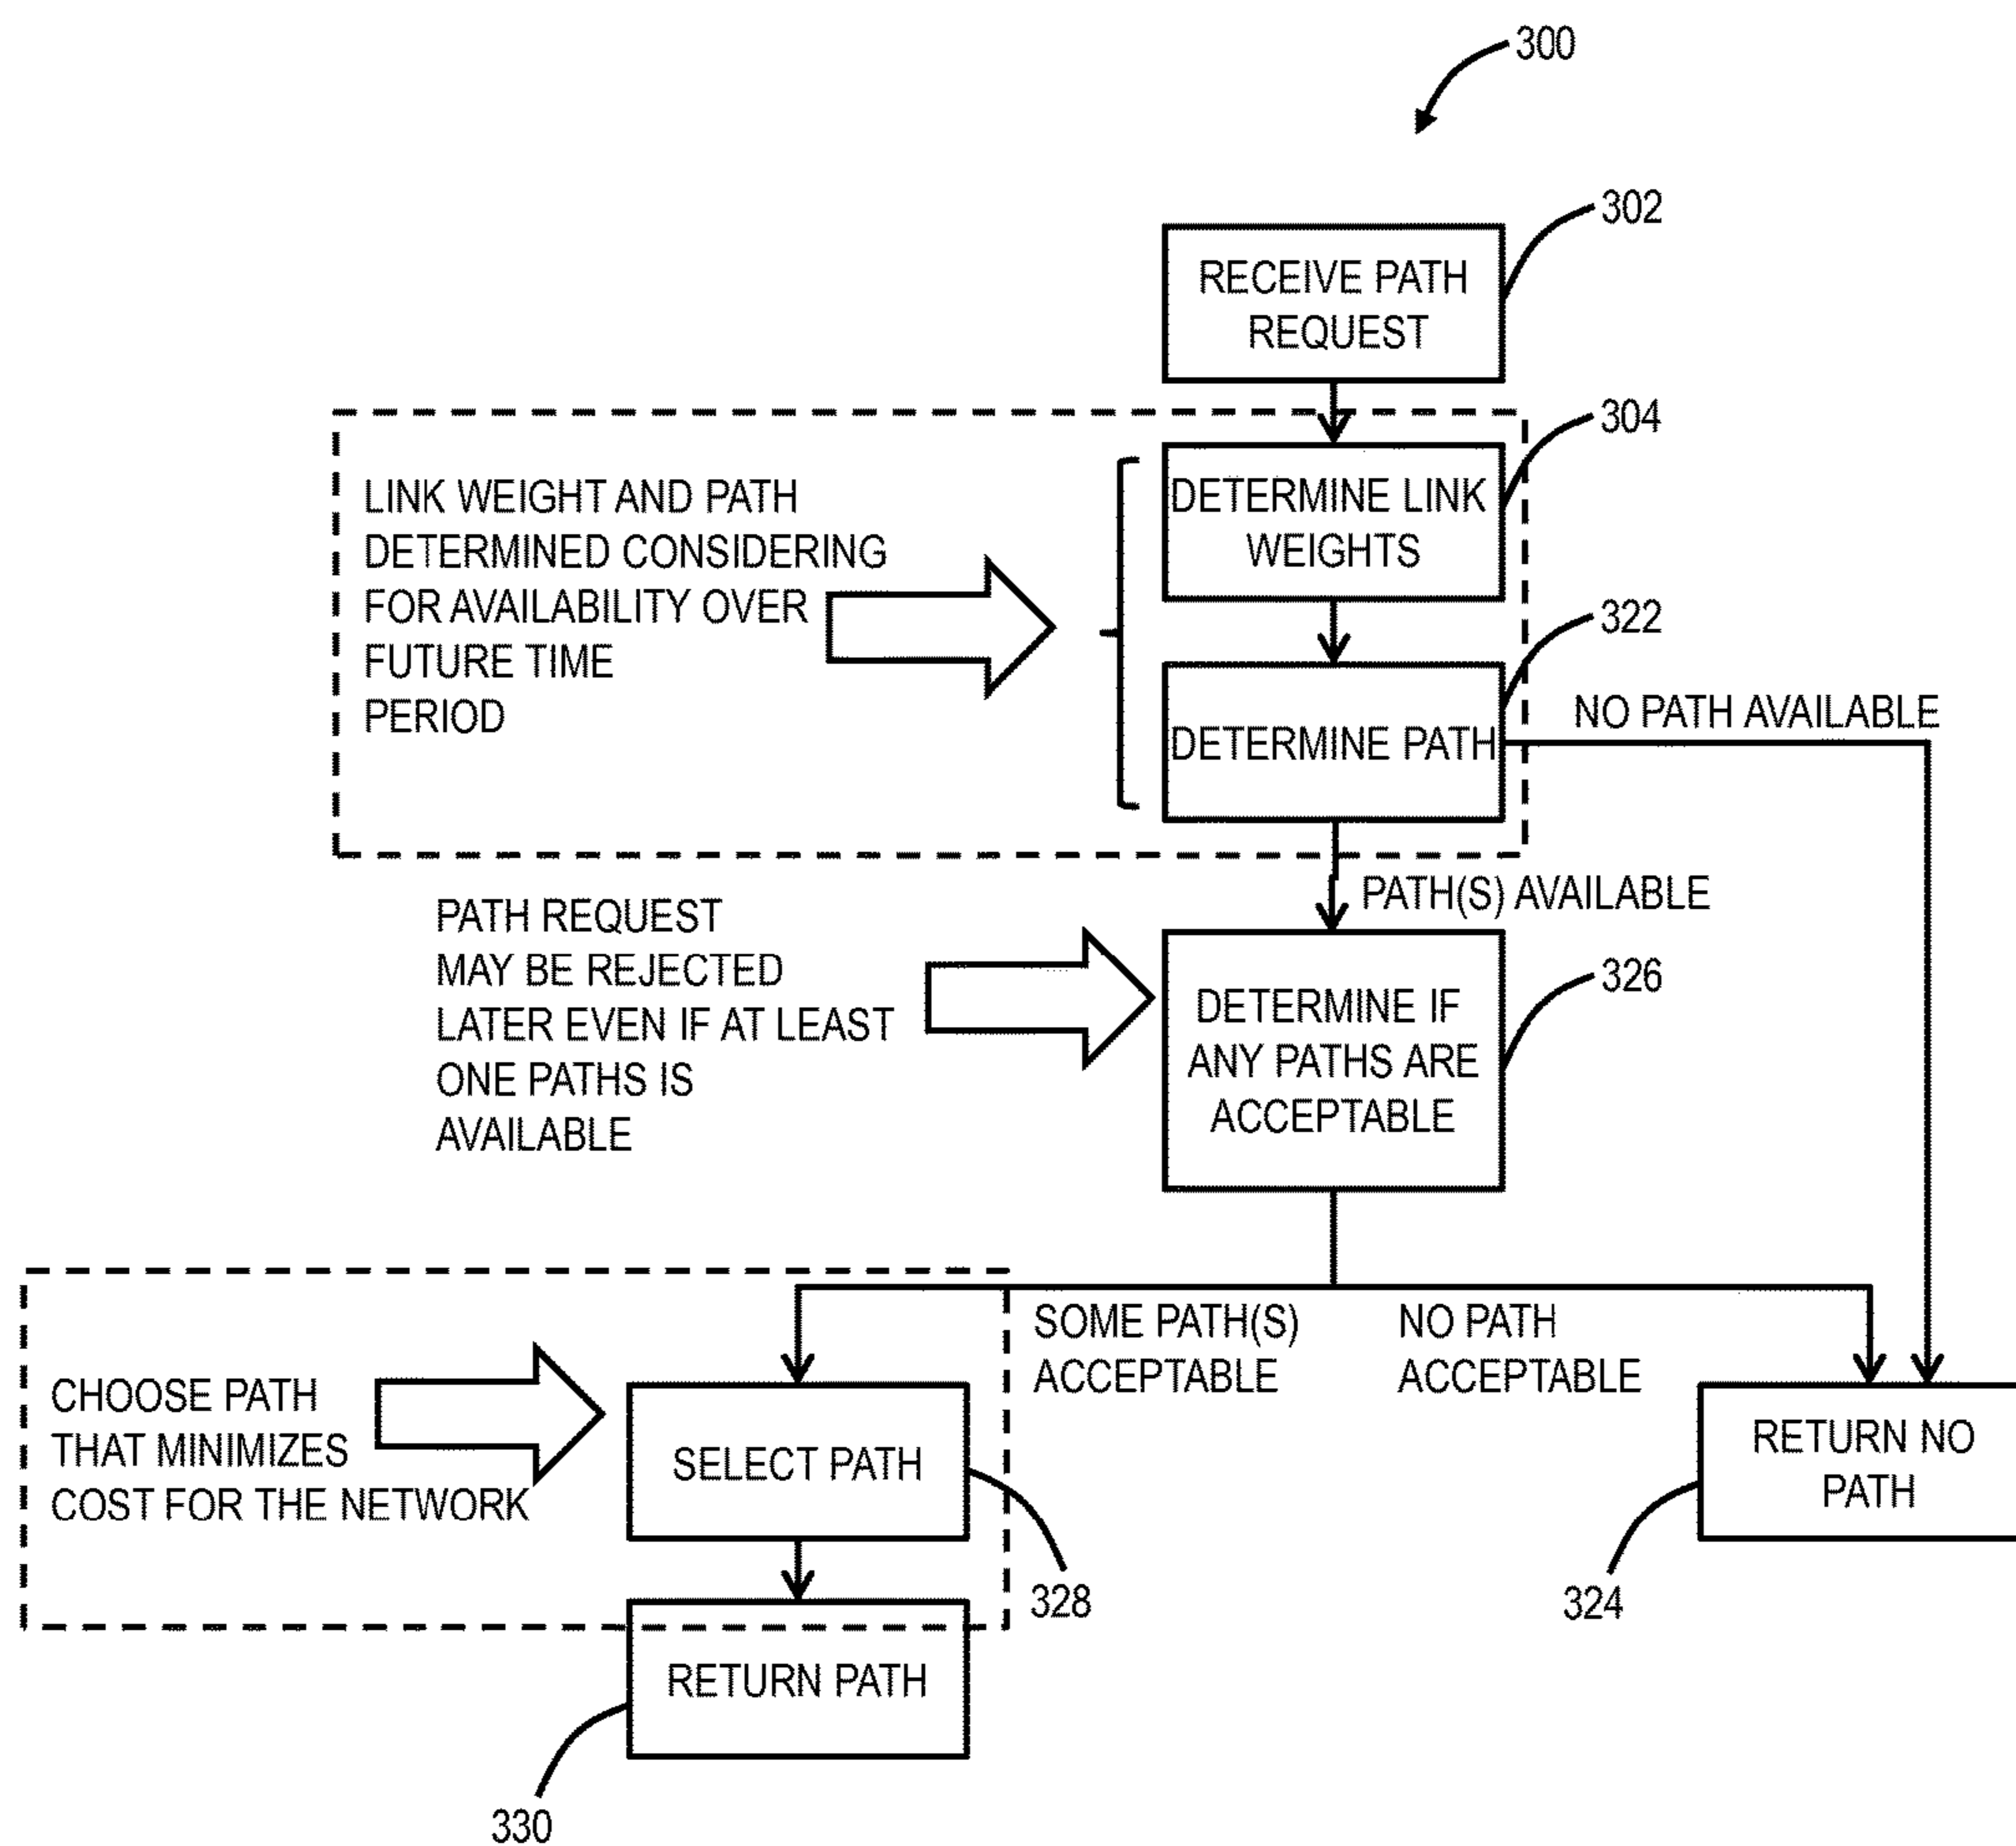 300
302
RECEIVE PATH
REQUEST
304
LINK WEIGHT AND PATH
DETERMINED CONSIDERING
FOR AVAILABILITY OVER
FUTURE TIME
PERIOD
DETERMINE LINK
WEIGHTS
322
DETERMINE PATH
NO PATH AVAILABLE
PATH(S) AVAILABLE
PATH REQUEST
MAY BE REJECTED
LATER EVEN IF AT LEAST
ONE PATHS IS
AVAILABLE
326
DETERMINE IF
ANY PATHS ARE
ACCEPTABLE
SOME PATH(S)
ACCEPTABLE
NO PATH
ACCEPTABLE
CHOOSE PATH
THAT MINIMIZES
COST FOR THE NETWORK
SELECT PATH
RETURN NO
PATH
328
324
RETURN PATH
330